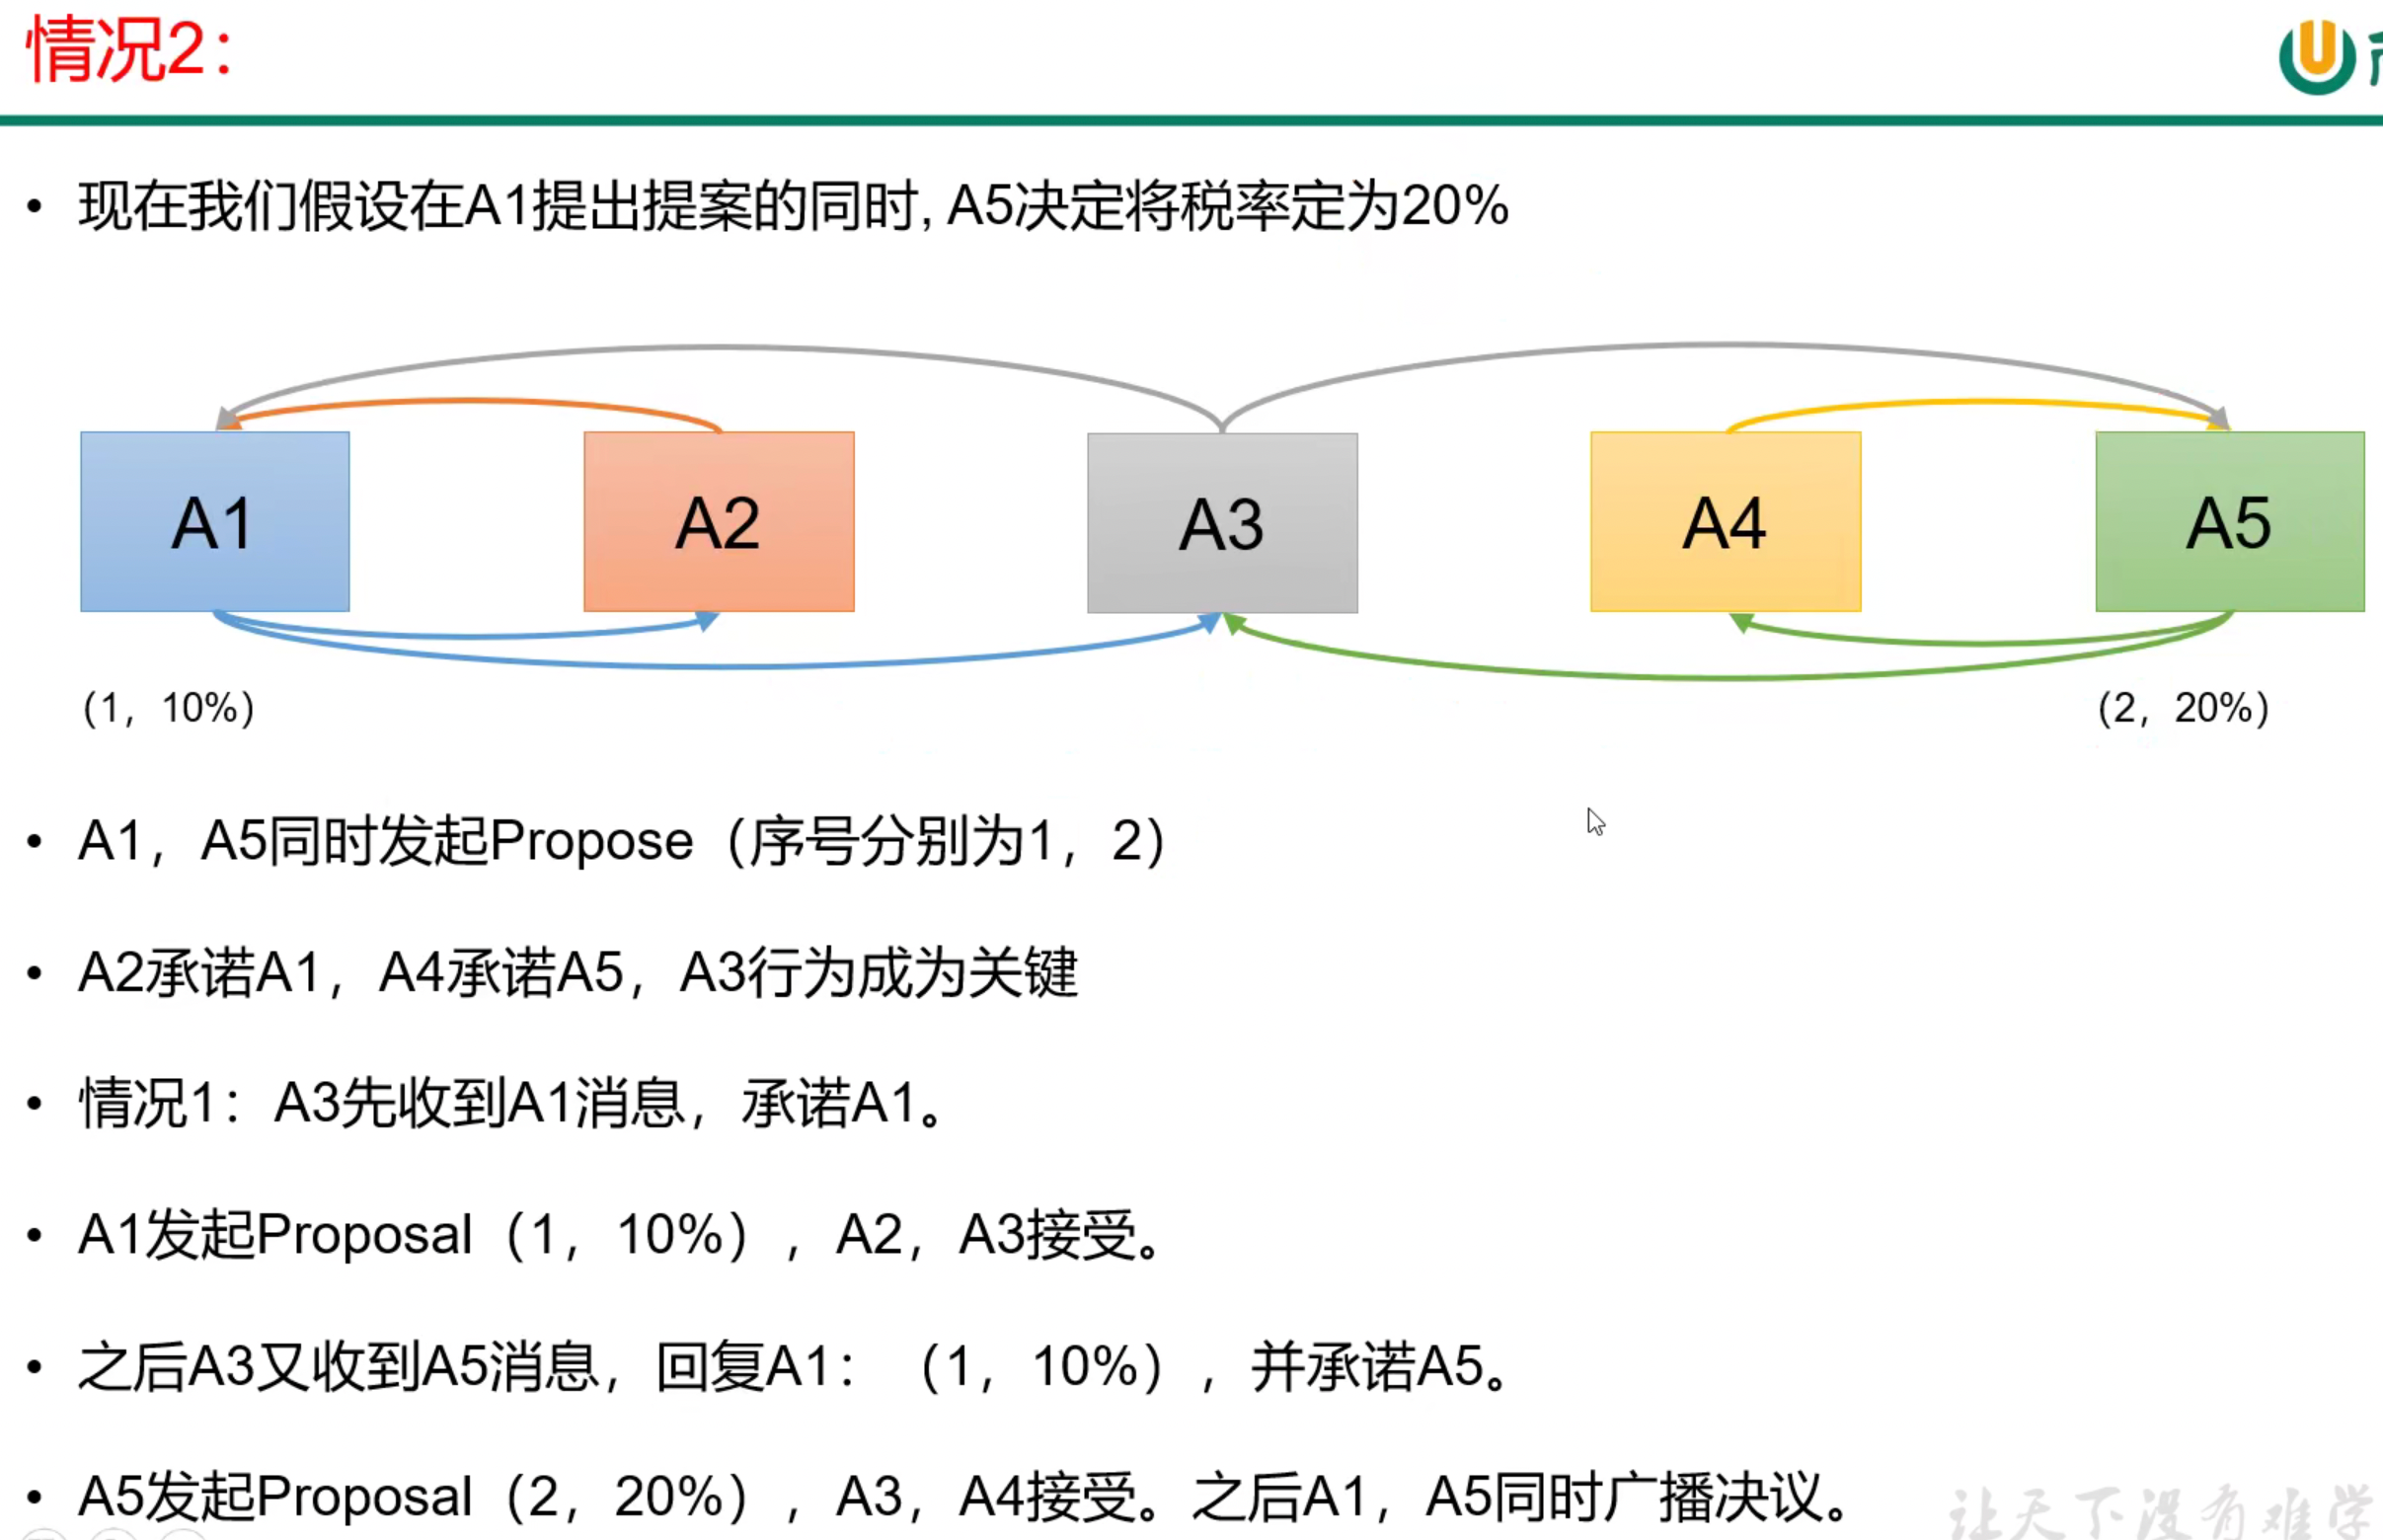 情况2：
• 现在我们假设在A1提出提案的同时, A5决定将税率定为20%
A1 A2 A3 A4 A5
（1，10%） （2，20%）
• A1，A5同时发起Propose（序号分别为1，2）
• A2承诺A1，A4承诺A5，A3行为成为关键
• 情况1：A3先收到A1消息，承诺A1。
• A1发起Proposal（1，10%），A2，A3接受。
• 之后A3又收到A5消息，回复A1：（1，10%），并承诺A5。
• A5发起Proposal（2，20%），A3，A4接受。之后A1，A5同时广播决议。
让天下没有难学